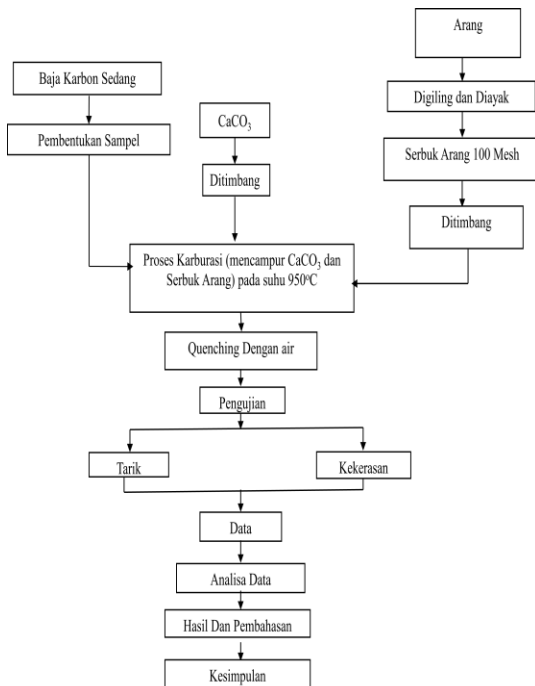 Arang
Baja Karbon Sedang
Digiling dan Diayak
CaCO₃
Pembentukan Sampel
Serbuk Arang 100 Mesh
Ditimbang
Ditimbang
Proses Karburasi (mencampur CaCO₃ dan
Serbuk Arang) pada suhu 950⁰C
Quenching Dengan air
Pengujian
Tarik
Kekerasan
Data
Analisa Data
Hasil Dan Pembahasan
Kesimpulan